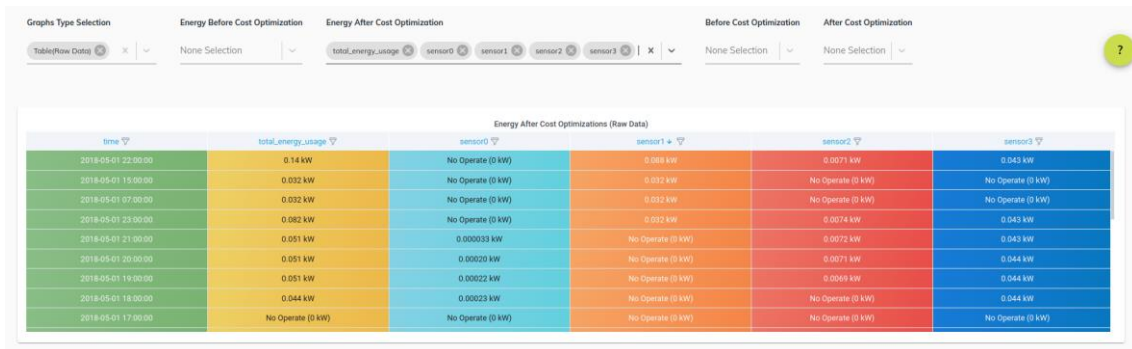 Graphs Type Selection Energy Before Cost Optimization Energy After Cost Optimization Before Cost Optimization After Cost Optimization
Table(Row Data) None Selection total_energy_usage sensor0 sensor1 sensor2 sensor3 None Selection None Selection ?
Energy After Cost Optimizations (Raw Data)
time total_energy_usage sensor0 sensor1 sensor2 sensor3
2018-05-01 22:00:00 0.14 kW No Operate (0 kW) 0.088 kW 0.0071 kW 0.043 kW
2018-05-01 15:00:00 0.032 kW No Operate (0 kW) 0.032 kW No Operate (0 kW) No Operate (0 kW)
2018-05-01 07:00:00 0.032 kW No Operate (0 kW) 0.032 kW No Operate (0 kW) No Operate (0 kW)
2018-05-01 23:00:00 0.082 kW No Operate (0 kW) 0.032 kW 0.0074 kW 0.043 kW
2018-05-01 21:00:00 0.051 kW 0.000033 kW No Operate (0 kW) 0.0072 kW 0.043 kW
2018-05-01 20:00:00 0.051 kW 0.00020 kW No Operate (0 kW) 0.0071 kW 0.044 kW
2018-05-01 19:00:00 0.051 kW 0.00022 kW No Operate (0 kW) 0.0069 kW 0.044 kW
2018-05-01 18:00:00 0.044 kW 0.00023 kW No Operate (0 kW) No Operate (0 kW) 0.044 kW
2018-05-01 17:00:00 No Operate (0 kW) No Operate (0 kW) No Operate (0 kW) No Operate (0 kW) No Operate (0 kW)